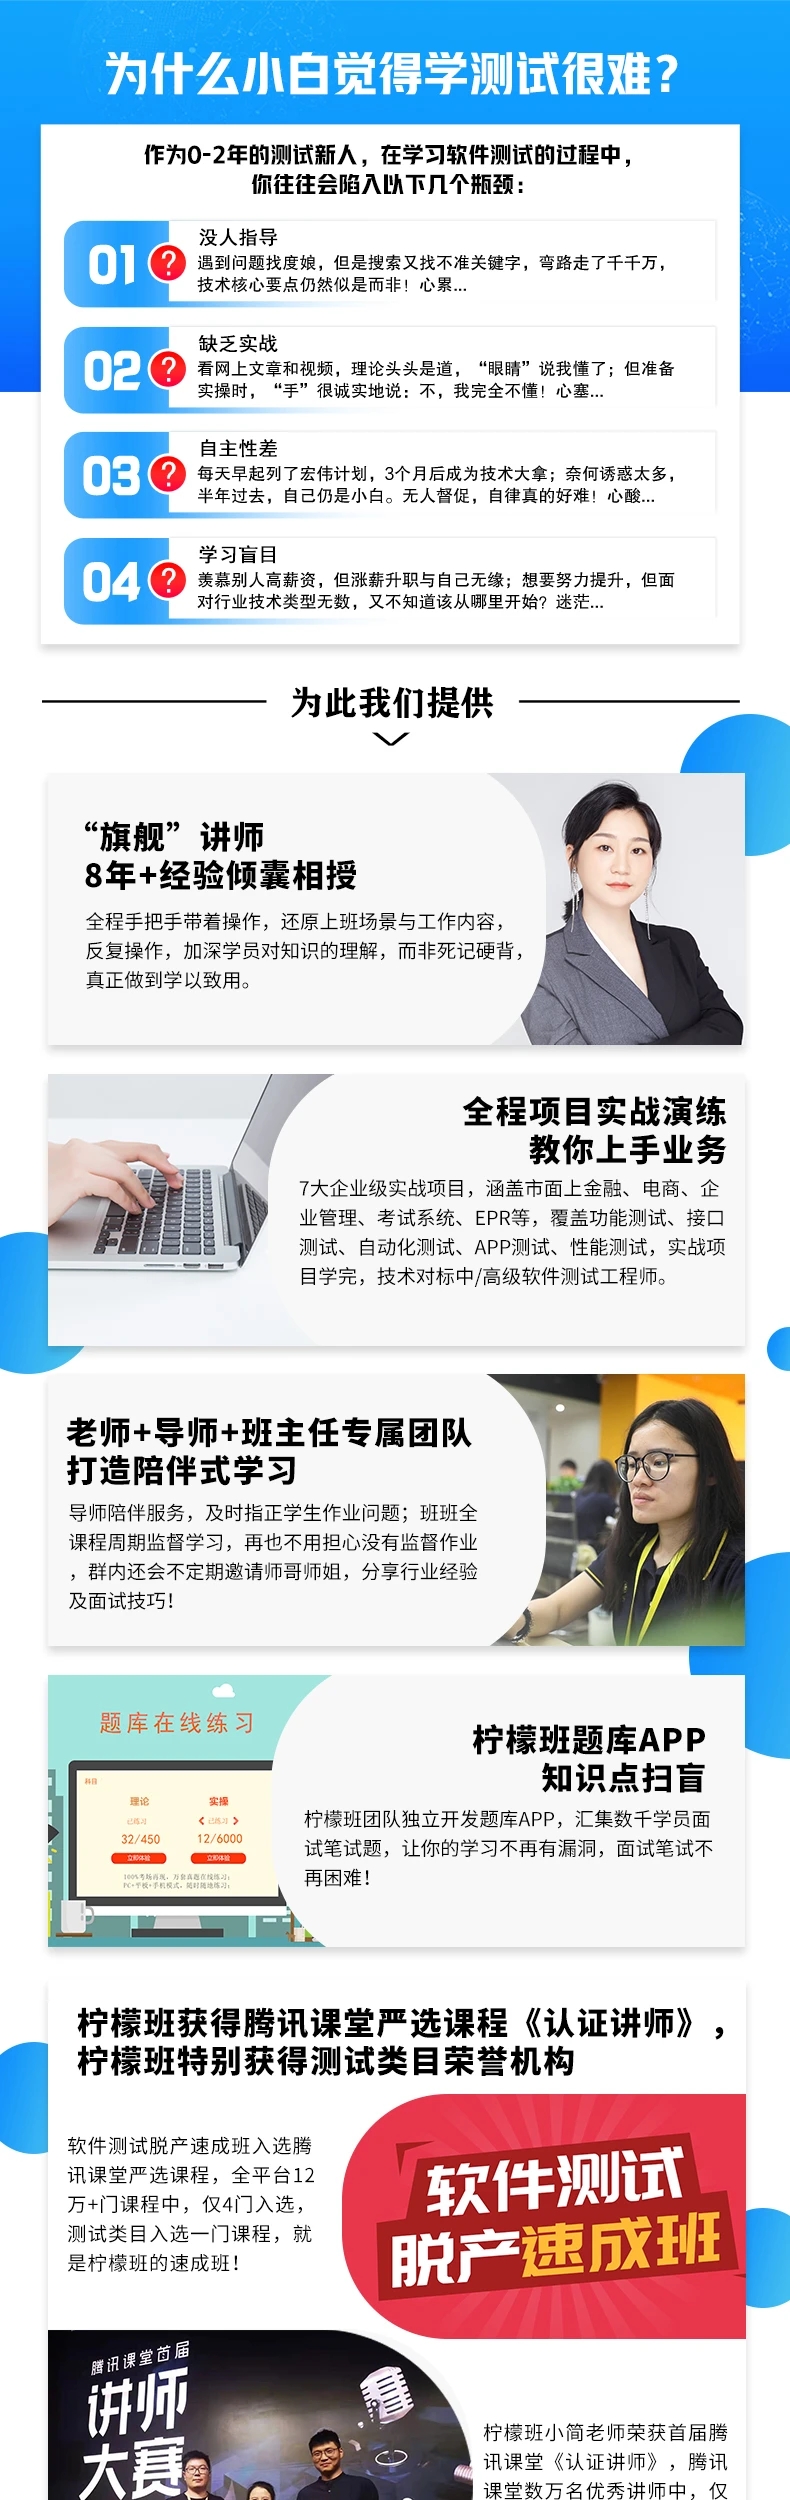 为什么小白觉得学测试很难？
作为0-2年的测试新人，在学习软件测试的过程中，
你往往会陷入以下几个瓶颈：
01
?
没人指导
遇到问题找度娘，但是搜索又找不准关键字，弯路走了千千万，
技术核心要点仍然似是而非！心累...
02
?
缺乏实战
看网上文章和视频，理论头头是道，“眼睛”说我懂了；但准备
实操时，“手”很诚实地说：不，我完全不懂！心塞...
03
?
自主性差
每天早起列了宏伟计划，3个月后成为技术大拿；奈何诱惑太多，
半年过去，自己仍是小白。无人督促，自律真的好难！心酸...
04
?
学习盲目
羡慕别人高薪资，但涨薪升职与自己无缘；想要努力提升，但面
对行业技术类型无数，又不知道该从哪里开始？迷茫...
为此我们提供
“旗舰”讲师
8年+经验倾囊相授
全程手把手带着操作，还原上班场景与工作内容，
反复操作，加深学员对知识的理解，而非死记硬背，
真正做到学以致用。
全程项目实战演练
教你上手业务
7大企业级实战项目，涵盖市面上金融、电商、企
业管理、考试系统、EPR等，覆盖功能测试、接口
测试、自动化测试、APP测试、性能测试，实战项
目学完，技术对标中/高级软件测试工程师。
老师+导师+班主任专属团队
打造陪伴式学习
导师陪伴服务，及时指正学生作业问题；班班全
课程周期监督学习，再也不用担心没有监督作业
，群内还会不定期邀请师哥师姐，分享行业经验
及面试技巧！
题库在线练习
科目
理论 实操
已练习 已练习
32/450 12/6000
立即体验 立即体验
100%考场再现，万套真题在线练习；
PC+平板+手机模式，随时随地练习；
柠檬班题库APP
知识点扫盲
柠檬班团队独立开发题库APP，汇集数千学员面
试笔试题，让你的学习不再有漏洞，面试笔试不
再困难！
柠檬班获得腾讯课堂严选课程《认证讲师》，
柠檬班特别获得测试类目荣誉机构
软件测试脱产速成班入选腾
讯课堂严选课程，全平台12
万+门课程中，仅4门入选，
测试类目入选一门课程，就
是柠檬班的速成班！
软件测试
脱产速成班
腾讯课堂首届
讲师
大赛
柠檬班小简老师荣获首届腾
讯课堂《认证讲师》，腾讯
课堂数万名优秀讲师中，仅